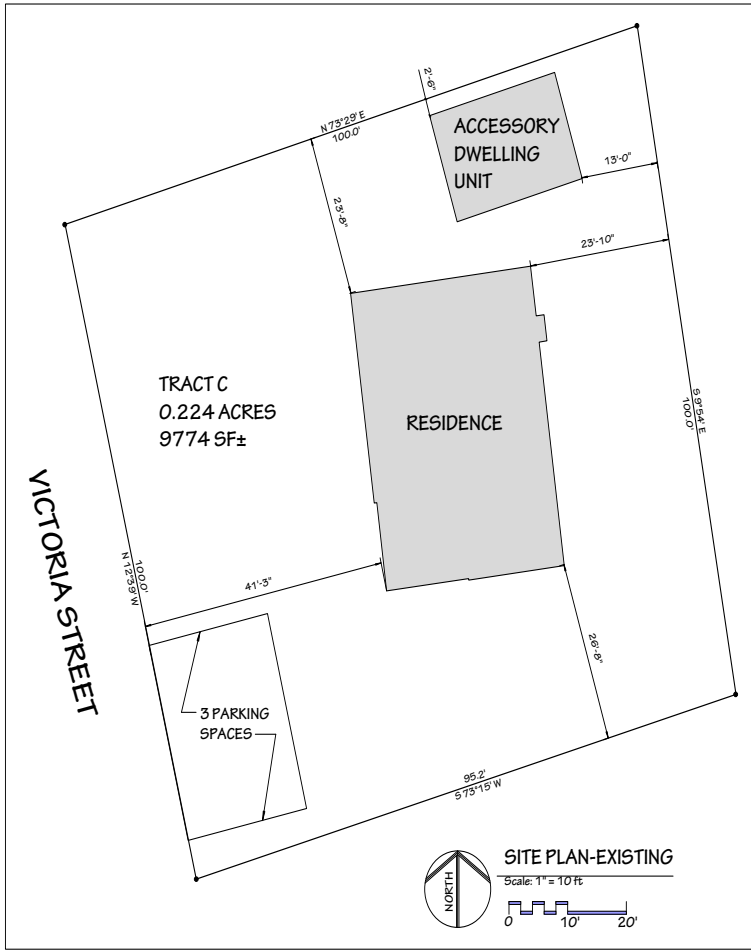 N 73°29' E
100.0'
2'-6"
ACCESSORY
DWELLING
UNIT
13'-0"
23'-8"
23'-10"
TRACT C
0.224 ACRES
9774 SF±
RESIDENCE
S 9°54' E
100.0'
VICTORIA STREET
100.0'
N 12°39' W
41'-3"
26'-8"
3 PARKING
SPACES
95.2'
S 73°15' W
NORTH
SITE PLAN-EXISTING
Scale: 1" = 10 ft
0 10' 20'